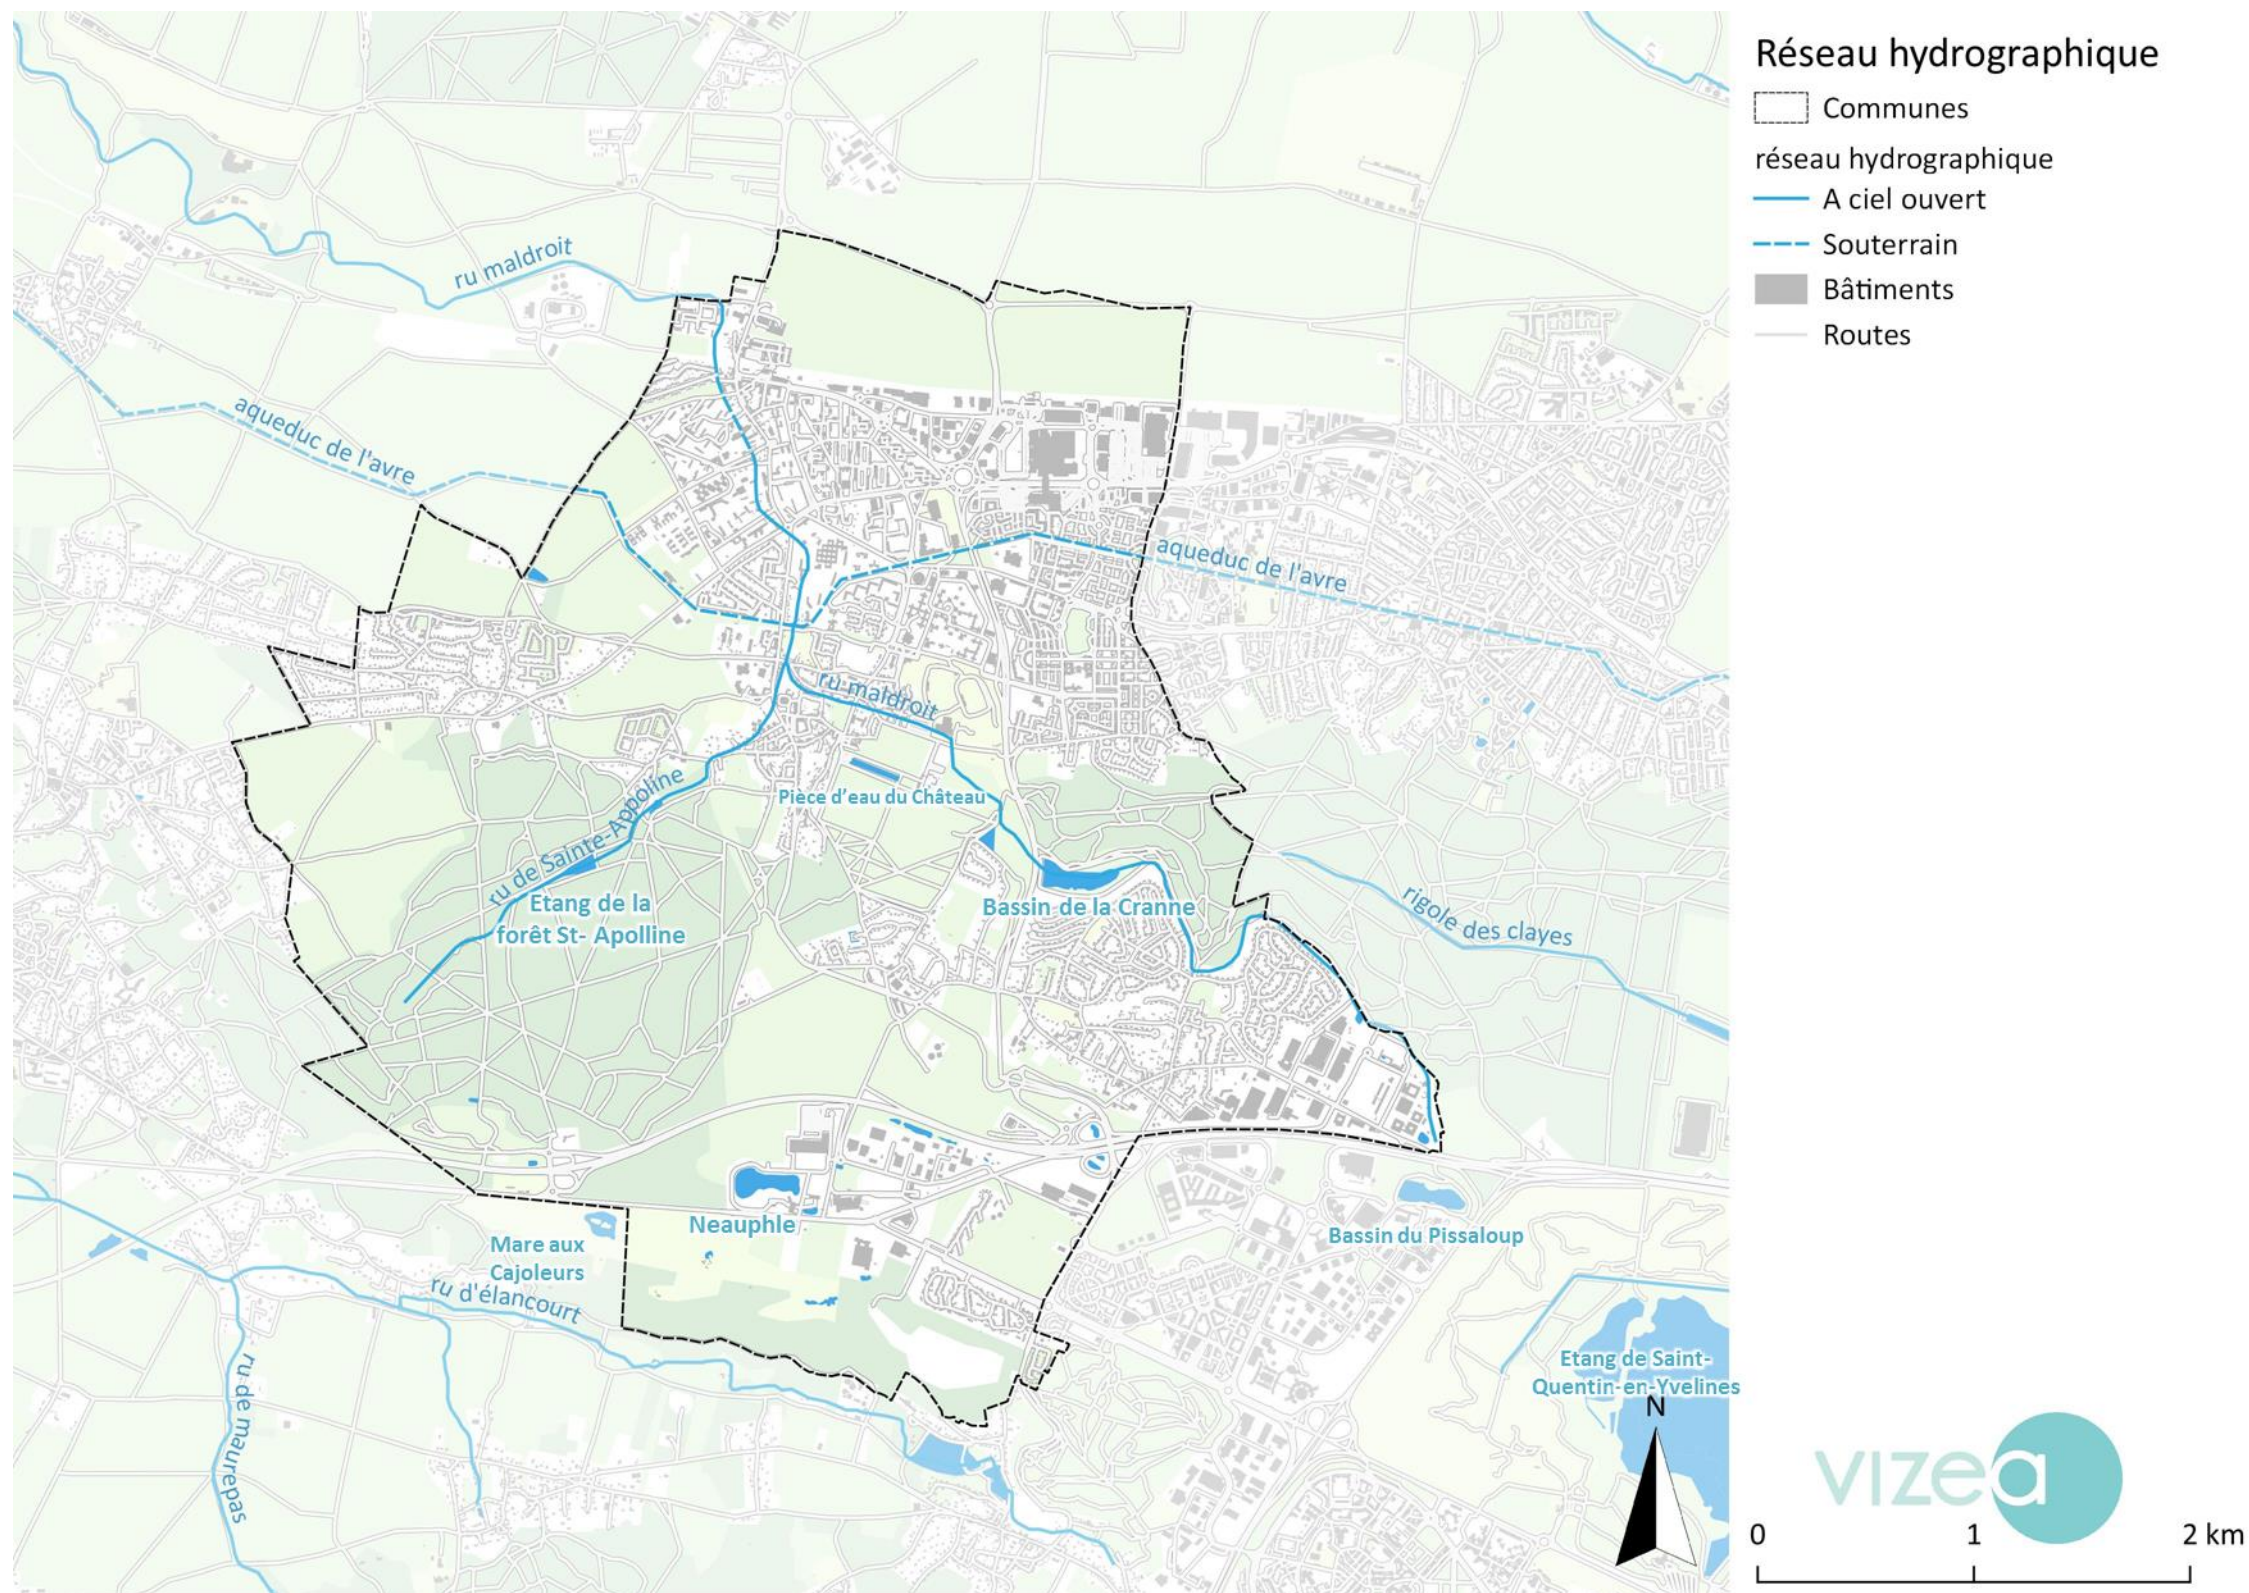 Réseau hydrographique
Communes
réseau hydrographique
A ciel ouvert
Souterrain
Bâtiments
Routes
ru maldroit
aqueduc de l'avre
aqueduc de l'avre
ru maldroit
ru de Sainte-Appoline
Pièce d'eau du Château
Etang de la
forêt St- Apolline
Bassin de la Cranne
rigole des clayes
Neauphle
Mare aux
Cajoleurs
Bassin du Pissaloup
ru d'élancourt
ru de maurepas
Etang de Saint-
Quentin-en-Yvelines
N
vizea
0 1 2 km